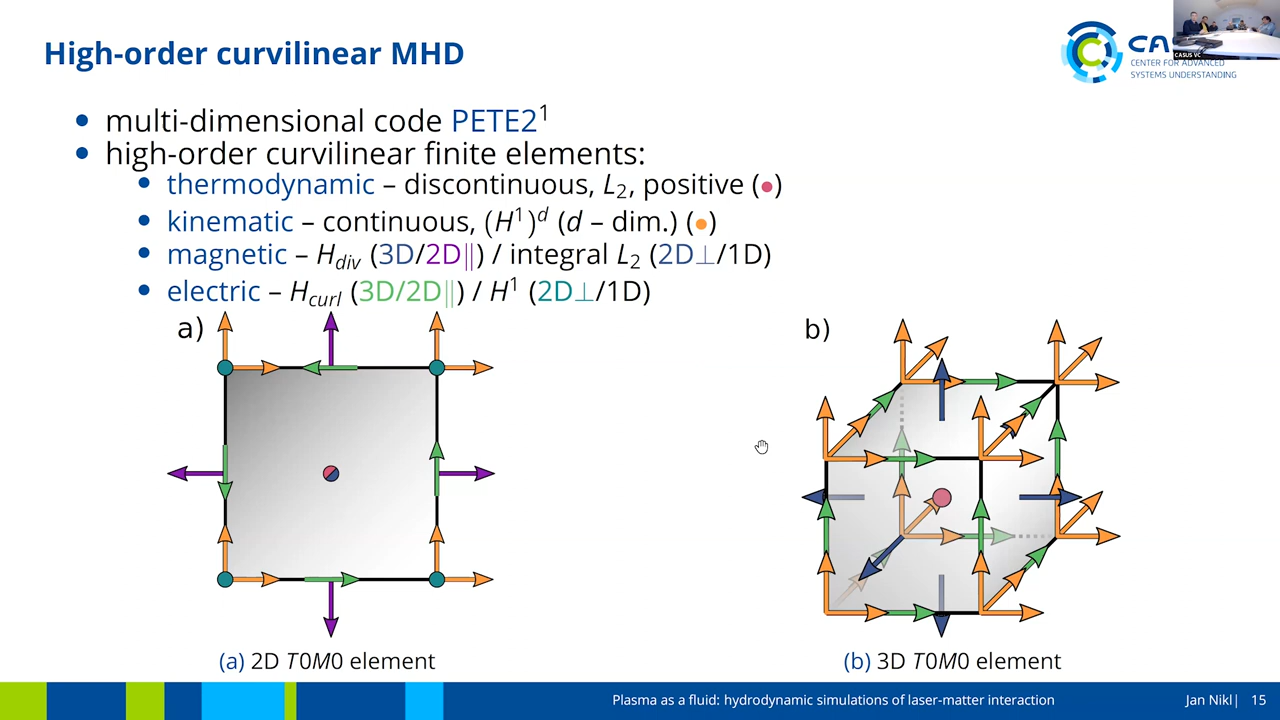 High-order curvilinear MHD
CASUS VC
CENTER FOR ADVANCED
SYSTEMS UNDERSTANDING
• multi-dimensional code PETE2¹
• high-order curvilinear finite elements:
• thermodynamic – discontinuous, L₂, positive (●)
• kinematic – continuous, (H¹)ᵈ (d – dim.) (●)
• magnetic – H_div (3D/2D∥) / integral L₂ (2D⊥/1D)
• electric – H_curl (3D/2D∥) / H¹ (2D⊥/1D)
a)
b)
(a) 2D T0M0 element
(b) 3D T0M0 element
Plasma as a fluid: hydrodynamic simulations of laser-matter interaction
Jan Nikl| 15